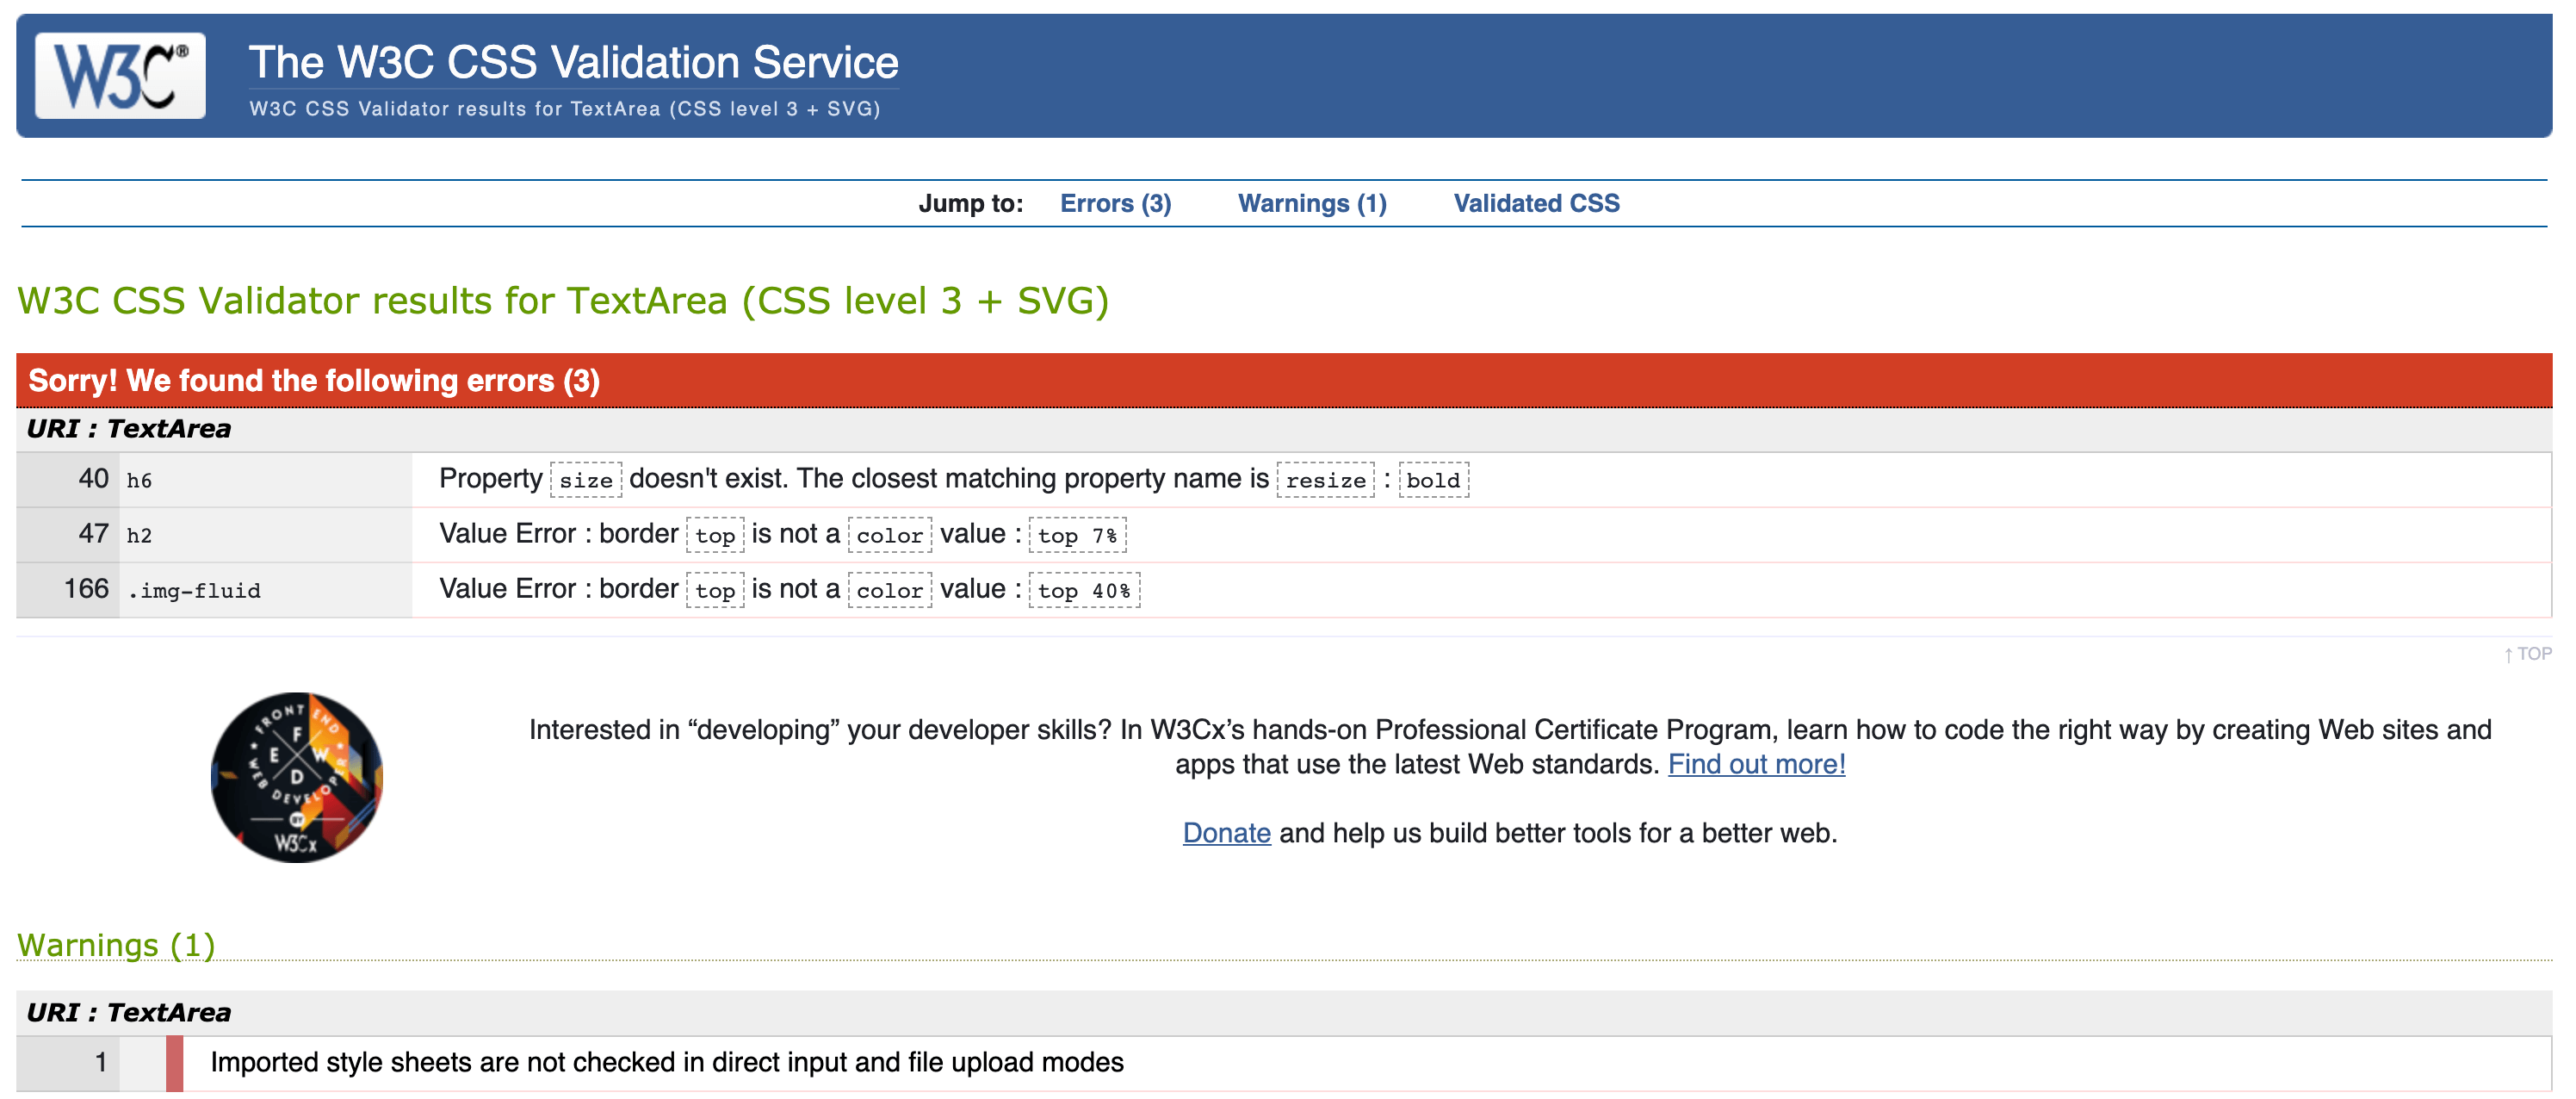 W3C®
The W3C CSS Validation Service
W3C CSS Validator results for TextArea (CSS level 3 + SVG)
Jump to: Errors (3) Warnings (1) Validated CSS
W3C CSS Validator results for TextArea (CSS level 3 + SVG)
Sorry! We found the following errors (3)
URI : TextArea
40 h6 Property size doesn't exist. The closest matching property name is resize : bold
47 h2 Value Error : border top is not a color value : top 7%
166 .img-fluid Value Error : border top is not a color value : top 40%
↑ TOP
FRONT END
F
E W
D
WEB DEVELOPER
BY
W3Cx
Interested in “developing” your developer skills? In W3Cx’s hands-on Professional Certificate Program, learn how to code the right way by creating Web sites and
apps that use the latest Web standards. Find out more!
Donate and help us build better tools for a better web.
Warnings (1)
URI : TextArea
1 Imported style sheets are not checked in direct input and file upload modes